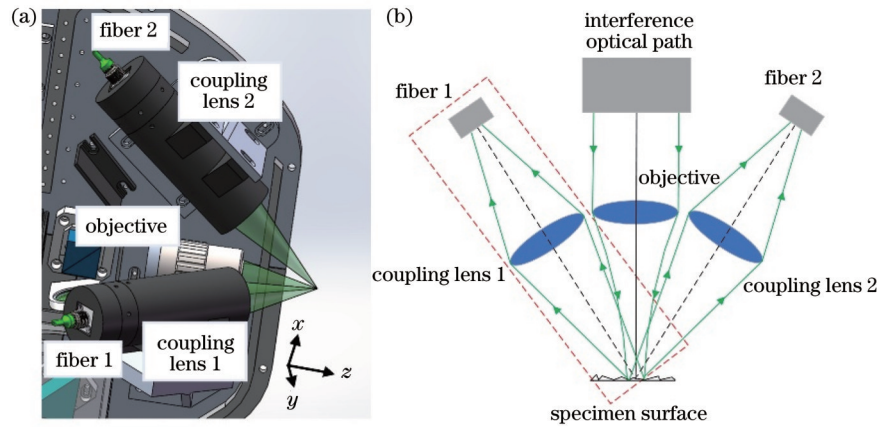 (a)
fiber 2
coupling
lens 2
objective
fiber 1
coupling
lens 1
x
z
y
(b)
interference
optical path
fiber 1
fiber 2
objective
coupling lens 1
coupling lens 2
specimen surface